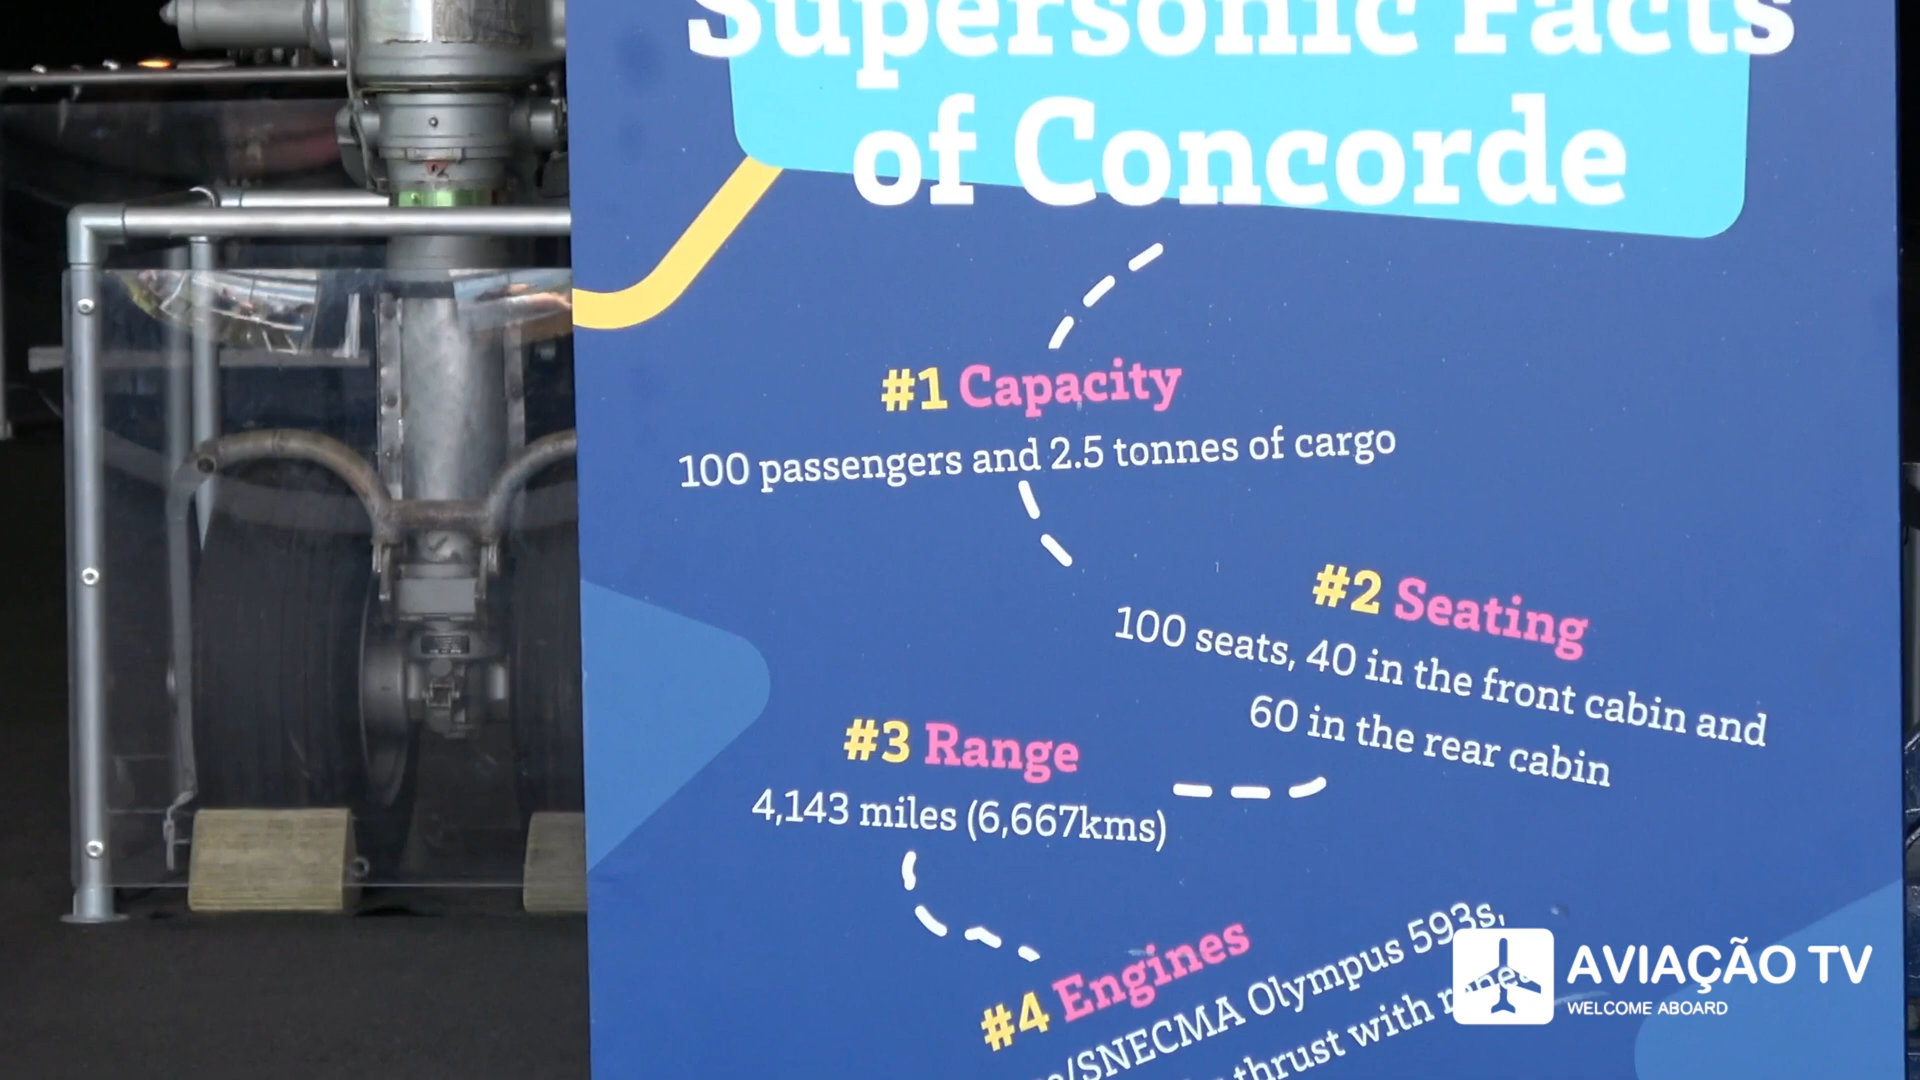 Supersonic Facts
of Concorde
#1 Capacity
100 passengers and 2.5 tonnes of cargo
#2 Seating
100 seats, 40 in the front cabin and
60 in the rear cabin
#3 Range
4,143 miles (6,667kms)
#4 Engines
/SNECMA Olympus 593s,
thrust with
AVIAÇÃO TV
WELCOME ABOARD